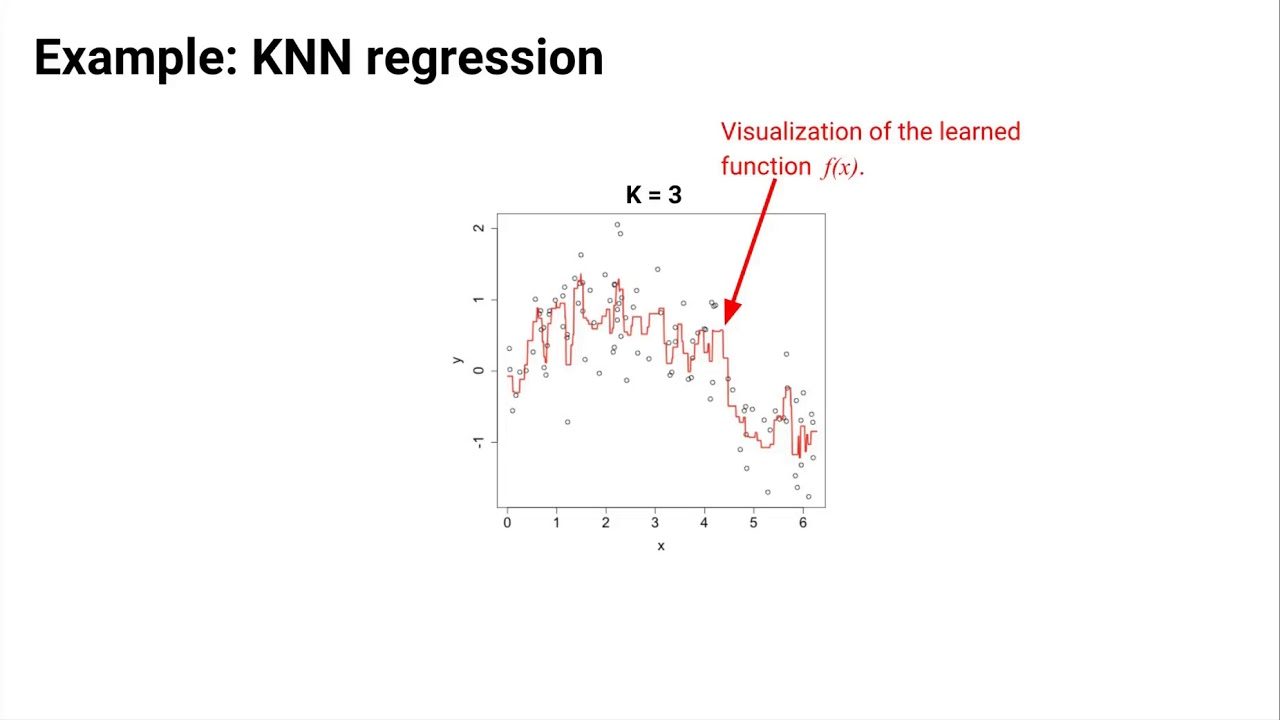 Example: KNN regression
Visualization of the learned
function f(x).
K = 3
2
1
0
-1
y
0 1 2 3 4 5 6
x